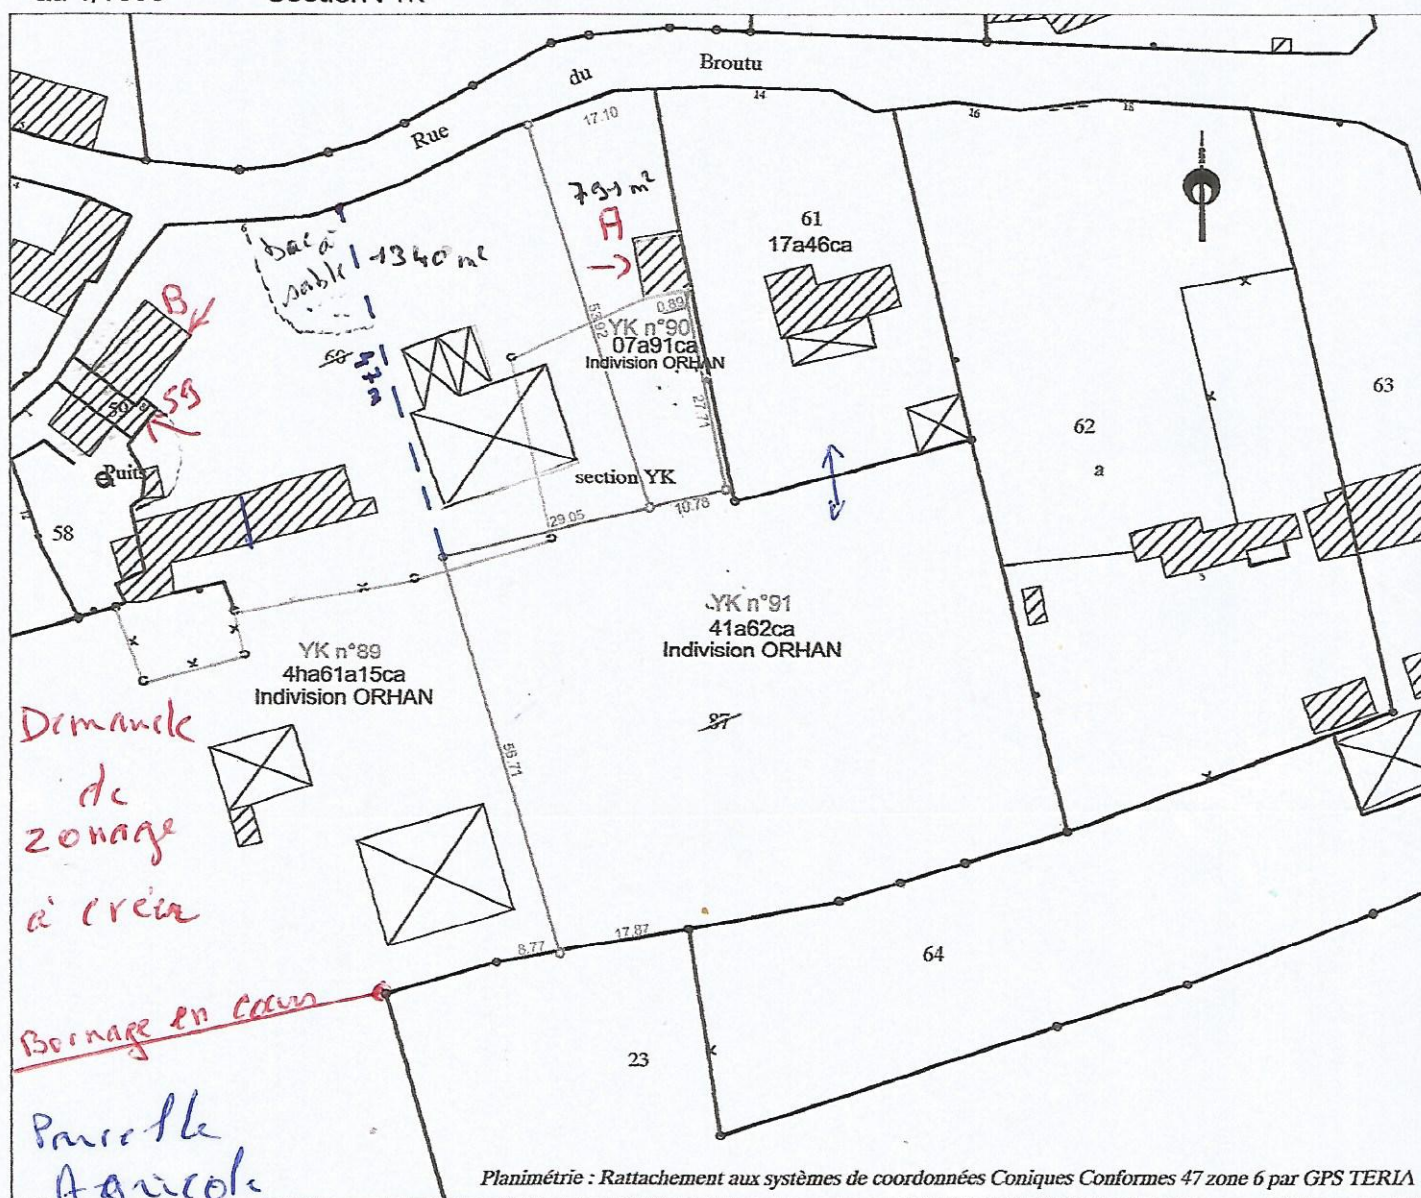 Section : YK
Rue
du
Broutu
17.10
14
16
18
791 m²
A
61
17a46ca
bac à
sable
1340 m²
B
60
47m
53.92
0.89
YK n°90
07a91ca
Indivision ORHAN
27.71
63
62
a
59
59
Puits
58
section YK
29.05
10.78
YK n°89
4ha61a15ca
Indivision ORHAN
YK n°91
41a62ca
Indivision ORHAN
87
56.71
Demande
de
zonage
à créer
8.77
17.87
64
Bornage en cours
23
Parcelle
Agricole
Planimétrie : Rattachement aux systèmes de coordonnées Coniques Conformes 47 zone 6 par GPS TERIA